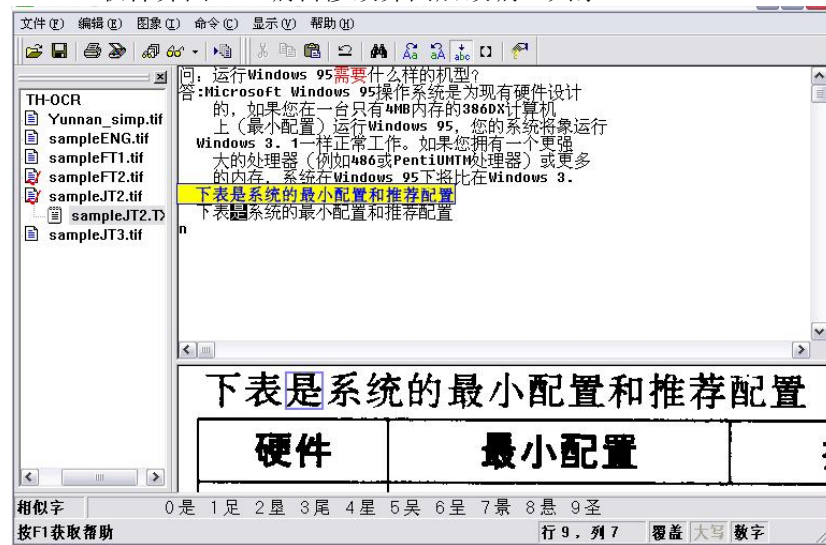 文件(F) 编辑(E) 图象(I) 命令(C) 显示(V) 帮助(H)
TH-OCR
Yunnan_simp.tif
sampleENG.tif
sampleFT1.tif
sampleFT2.tif
sampleJT2.tif
sampleJT2.T
sampleJT3.tif
问: 运行Windows 95需要什么样的机型?
答:Microsoft Windows 95操作系统是为现有硬件设计
的, 如果您在一台只有4MB内存的386DX计算机
上 (最小配置) 运行Windows 95, 您的系统将象运行
Windows 3. 1一样正常工作。如果您拥有一个更强
大的处理器 (例如486或PentiUMTM处理器) 或更多
的内存, 系统在Windows 95下将比在Windows 3.
下表是系统的最小配置和推荐配置
下表是系统的最小配置和推荐配置
n
下表是系统的最小配置和推荐配置
硬件 最小配置
相似字 0是 1足 2垦 3尾 4星 5吴 6呈 7景 8悬 9圣
按F1获取帮助 行 9, 列 7 覆盖 大写 数字